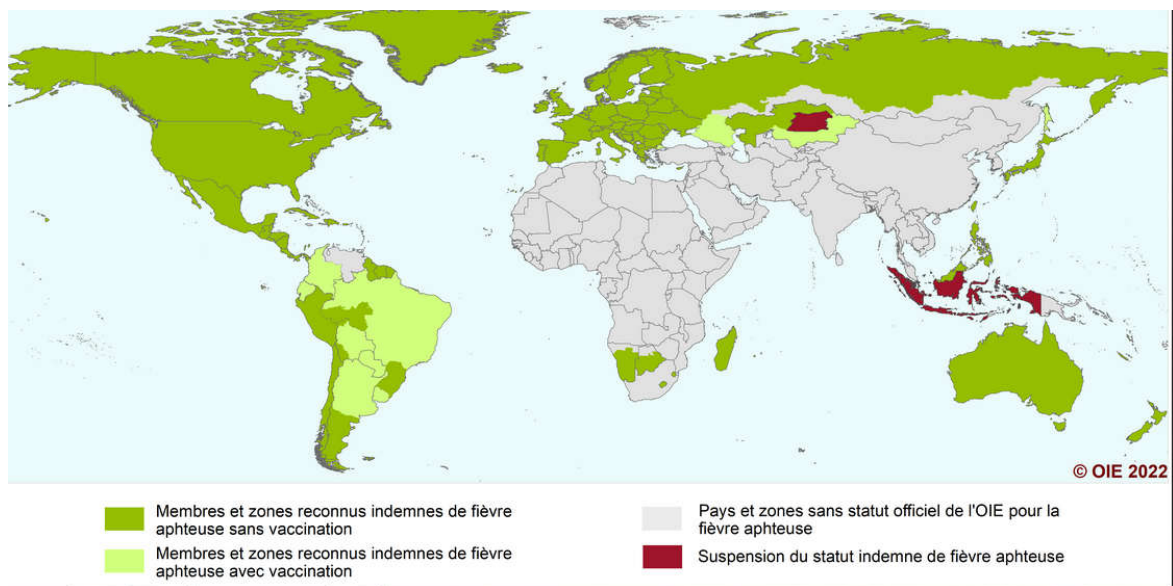 © OIE 2022
Membres et zones reconnus indemnes de fièvre
aphteuse sans vaccination
Membres et zones reconnus indemnes de fièvre
aphteuse avec vaccination
Pays et zones sans statut officiel de l'OIE pour la
fièvre aphteuse
Suspension du statut indemne de fièvre aphteuse